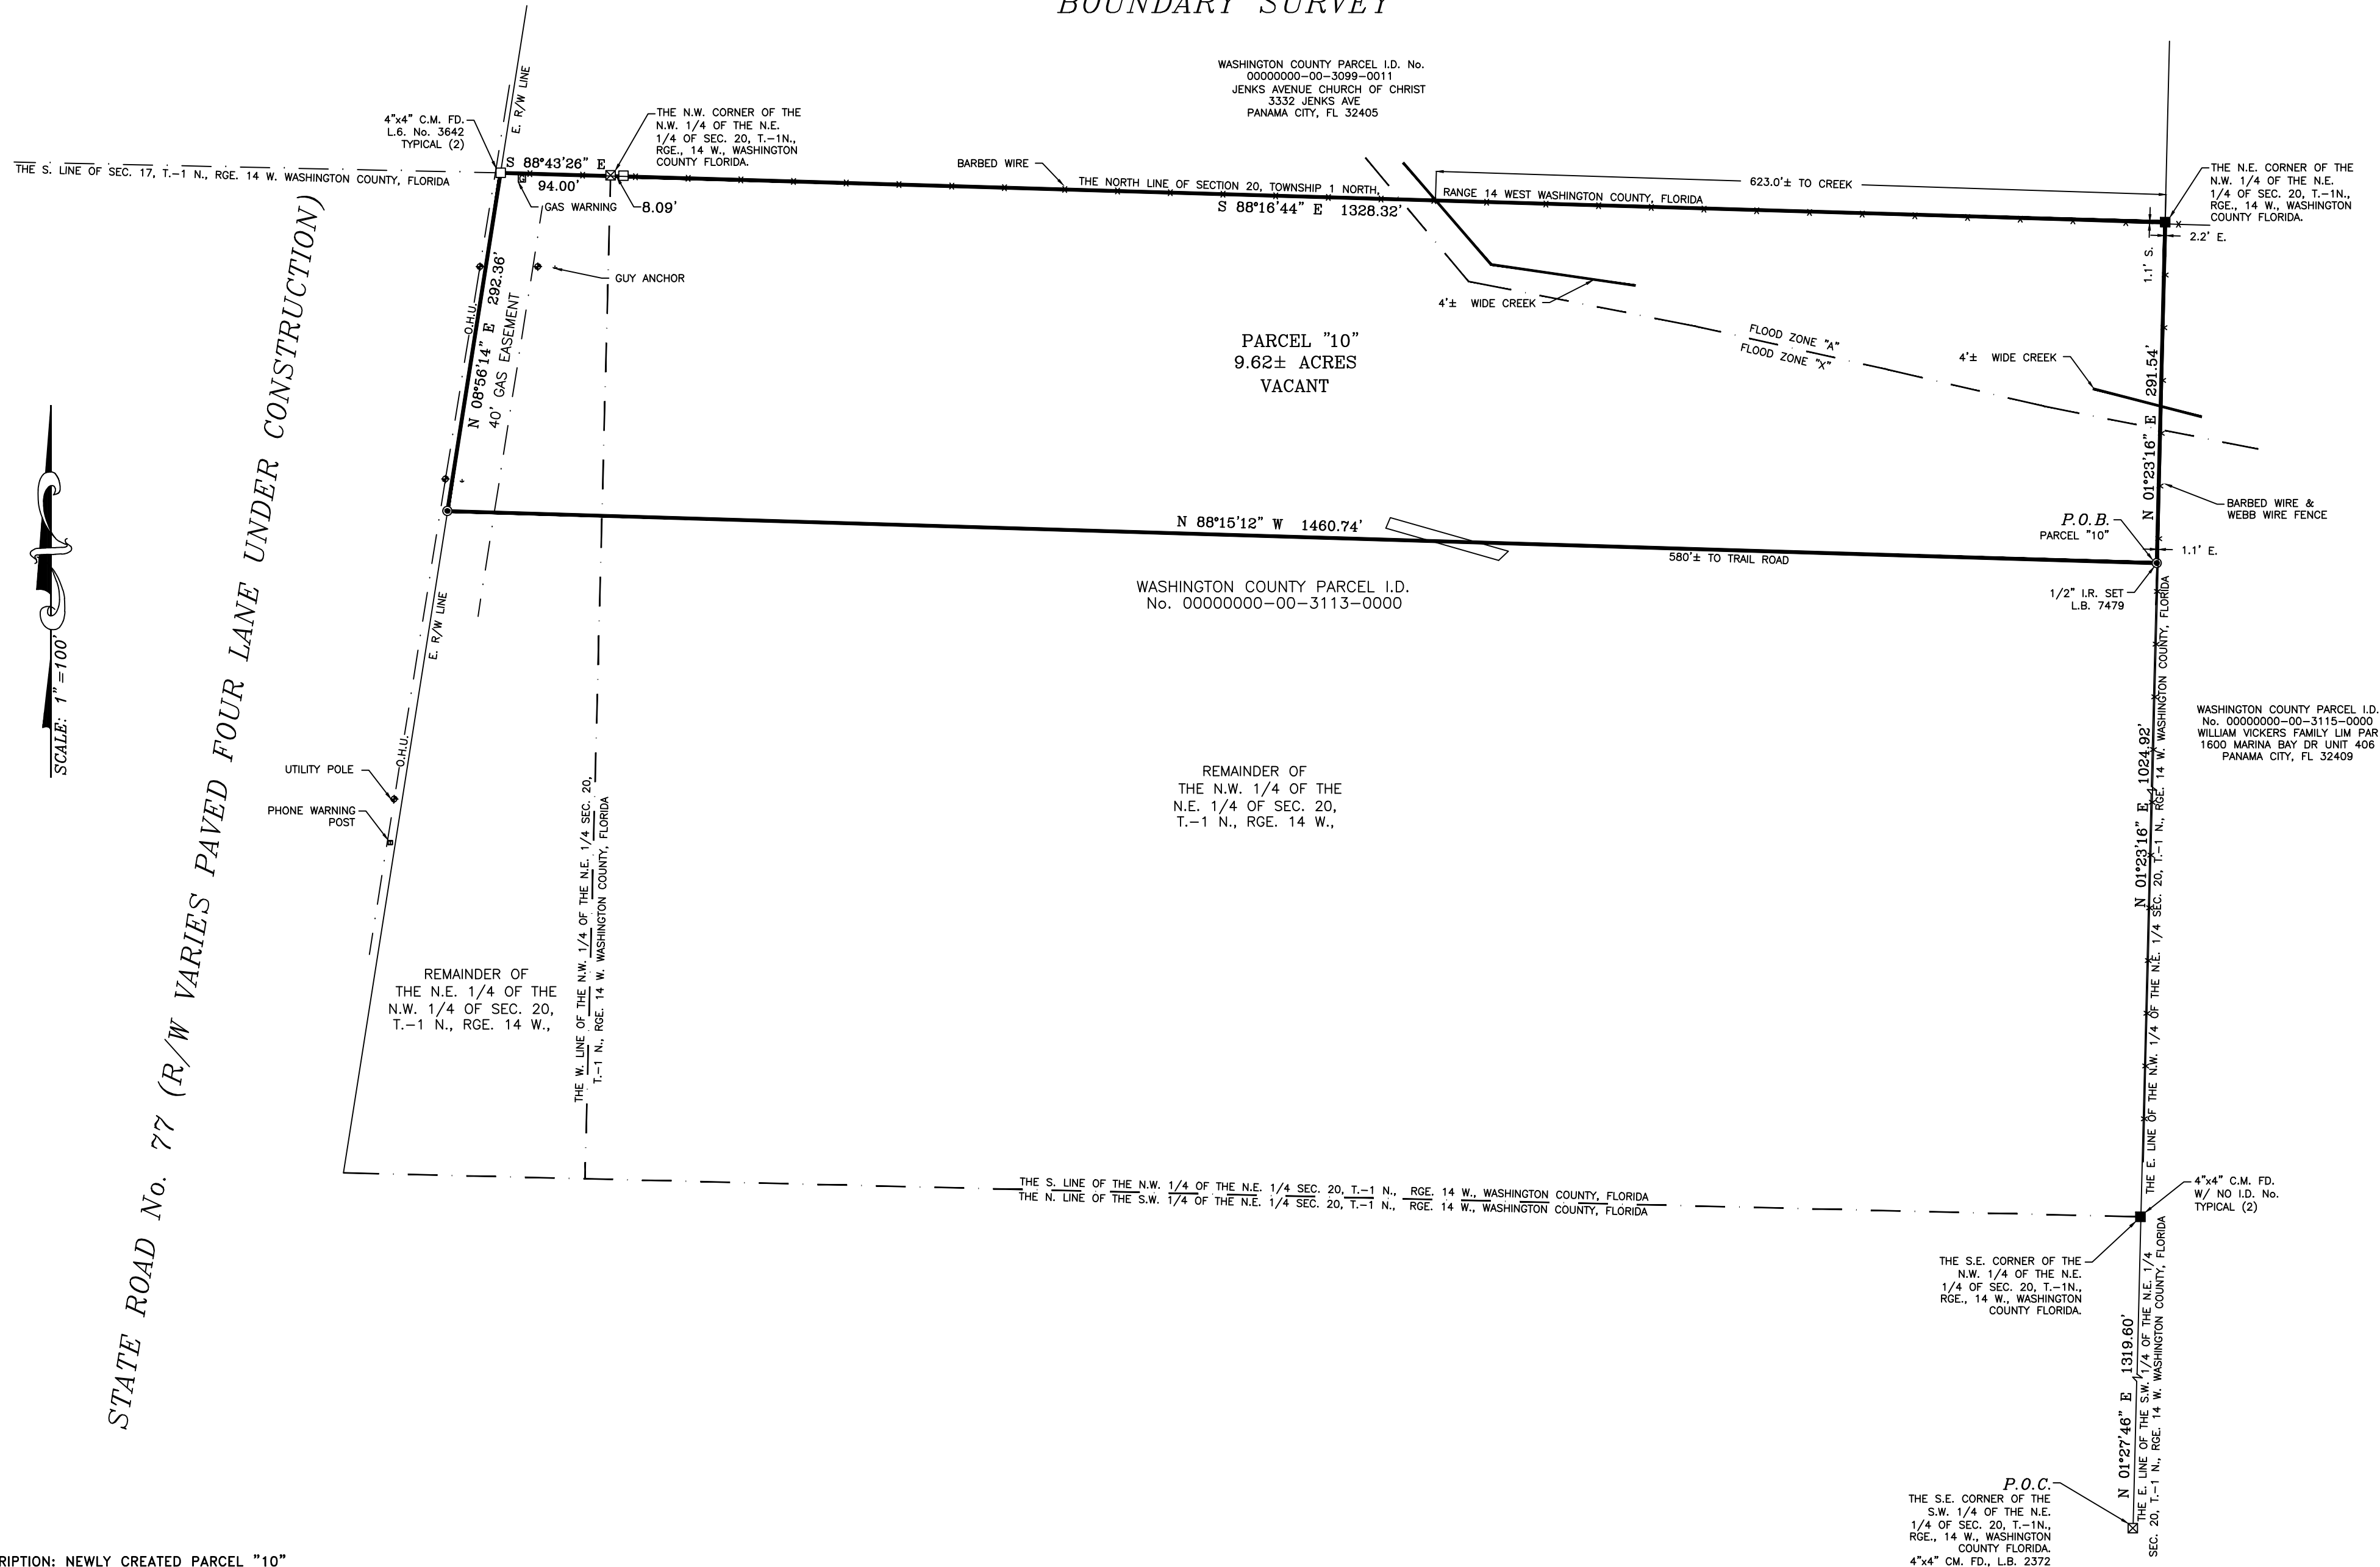 BOUNDARY SURVEY
WASHINGTON COUNTY PARCEL I.D. No.
00000000-00-3099-0011
JENKS AVENUE CHURCH OF CHRIST
3332 JENKS AVE
PANAMA CITY, FL 32405
E. R/W LINE
4"x4" C.M. FD.
L.6. No. 3642
TYPICAL (2)
THE N.W. CORNER OF THE
N.W. 1/4 OF THE N.E.
1/4 OF SEC. 20, T.-1N.,
RGE., 14 W., WASHINGTON
COUNTY FLORIDA.
THE S. LINE OF SEC. 17, T.-1 N., RGE. 14 W. WASHINGTON COUNTY, FLORIDA
S 88°43'26" E
94.00'
GAS WARNING
8.09'
BARBED WIRE
THE NORTH LINE OF SECTION 20, TOWNSHIP 1 NORTH,
RANGE 14 WEST WASHINGTON COUNTY, FLORIDA
S 88°16'44" E 1328.32'
623.0'± TO CREEK
THE N.E. CORNER OF THE
N.W. 1/4 OF THE N.E.
1/4 OF SEC. 20, T.-1N.,
RGE., 14 W., WASHINGTON
COUNTY FLORIDA.
2.2' E.
1.1' S.
GUY ANCHOR
O.H.U.
N 08°56'14" E 292.36'
40' GAS EASEMENT
4'± WIDE CREEK
PARCEL "10"
9.62± ACRES
VACANT
FLOOD ZONE "A"
FLOOD ZONE "X"
4'± WIDE CREEK
N 01°23'16" E 291.54'
BARBED WIRE &
WEBB WIRE FENCE
P.O.B.
PARCEL "10"
1.1' E.
N 88°15'12" W 1460.74'
580'± TO TRAIL ROAD
1/2" I.R. SET
L.B. 7479
WASHINGTON COUNTY PARCEL I.D.
No. 00000000-00-3113-0000
SCALE: 1"=100'
STATE ROAD No. 77 (R/W VARIES PAVED FOUR LANE UNDER CONSTRUCTION)
E. R/W LINE
O.H.U.
UTILITY POLE
PHONE WARNING
POST
WASHINGTON COUNTY PARCEL I.D.
No. 00000000-00-3115-0000
WILLIAM VICKERS FAMILY LIM PAR
1600 MARINA BAY DR UNIT 406
PANAMA CITY, FL 32409
REMAINDER OF
THE N.W. 1/4 OF THE
N.E. 1/4 OF SEC. 20,
T.-1 N., RGE. 14 W.,
THE W. LINE OF THE N.W. 1/4 OF THE N.E. 1/4 SEC. 20,
T.-1 N., RGE. 14 W. WASHINGTON COUNTY, FLORIDA
N 01°23'16" E 1024.92'
THE E. LINE OF THE N.W. 1/4 OF THE N.E. 1/4 SEC. 20, T.-1 N., RGE. 14 W. WASHINGTON COUNTY, FLORIDA
REMAINDER OF
THE N.E. 1/4 OF THE
N.W. 1/4 OF SEC. 20,
T.-1 N., RGE. 14 W.,
THE S. LINE OF THE N.W. 1/4 OF THE N.E. 1/4 SEC. 20, T.-1 N., RGE. 14 W., WASHINGTON COUNTY, FLORIDA
THE N. LINE OF THE S.W. 1/4 OF THE N.E. 1/4 SEC. 20, T.-1 N., RGE. 14 W., WASHINGTON COUNTY, FLORIDA
4"x4" C.M. FD.
W/ NO I.D. No.
TYPICAL (2)
THE S.E. CORNER OF THE
N.W. 1/4 OF THE N.E.
1/4 OF SEC. 20, T.-1N.,
RGE., 14 W., WASHINGTON
COUNTY FLORIDA.
N 01°27'46" E 1319.60'
THE E. LINE OF THE S.W. 1/4 OF THE N.E. 1/4
SEC. 20, T.-1 N., RGE. 14 W. WASHINGTON COUNTY, FLORIDA
P.O.C.
THE S.E. CORNER OF THE
S.W. 1/4 OF THE N.E.
1/4 OF SEC. 20, T.-1N.,
RGE., 14 W., WASHINGTON
COUNTY FLORIDA.
4"x4" CM. FD., L.B. 2372
RIPTION: NEWLY CREATED PARCEL "10"